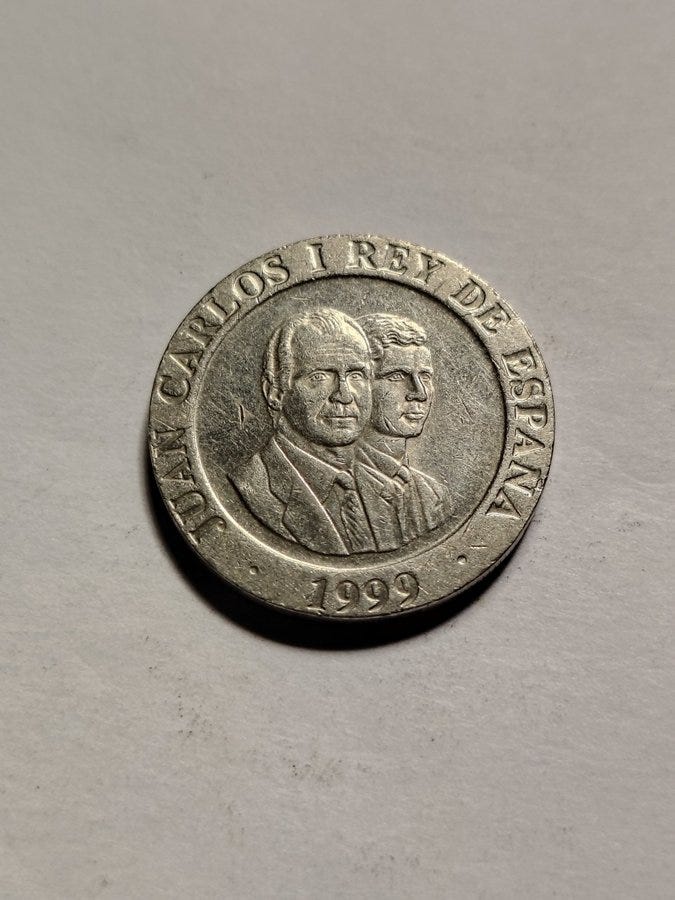 JUAN CARLOS I REY DE ESPAÑA
· 1999 ·